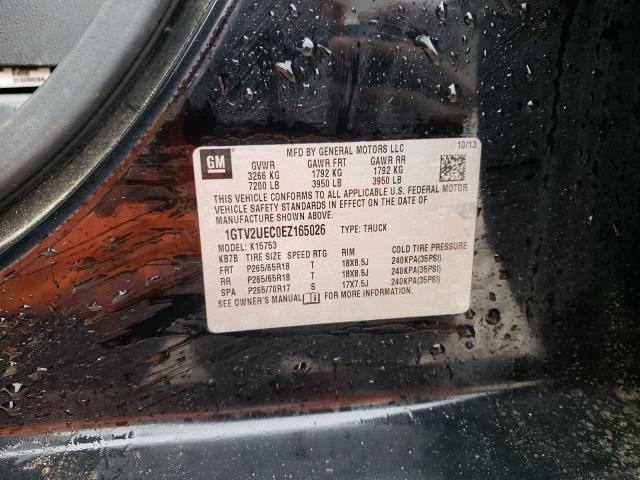 GM
MFD BY GENERAL MOTORS LLC
10/13
GVWR GAWR FRT GAWR RR
3266 KG 1792 KG 1792 KG
7200 LB 3950 LB 3950 LB
THIS VEHICLE CONFORMS TO ALL APPLICABLE U.S. FEDERAL MOTOR
VEHICLE SAFETY STANDARDS IN EFFECT ON THE DATE OF
MANUFACTURE SHOWN ABOVE.
1GTV2UEC0EZ165026 TYPE: TRUCK
MODEL: K15753
KB7B TIRE SIZE SPEED RTG RIM COLD TIRE PRESSURE
FRT P265/65R18 T 18X8.5J 240KPA(35PSI)
RR P265/65R18 T 18X8.5J 240KPA(35PSI)
SPA P265/70R17 S 17X7.5J 240KPA(35PSI)
SEE OWNER'S MANUAL